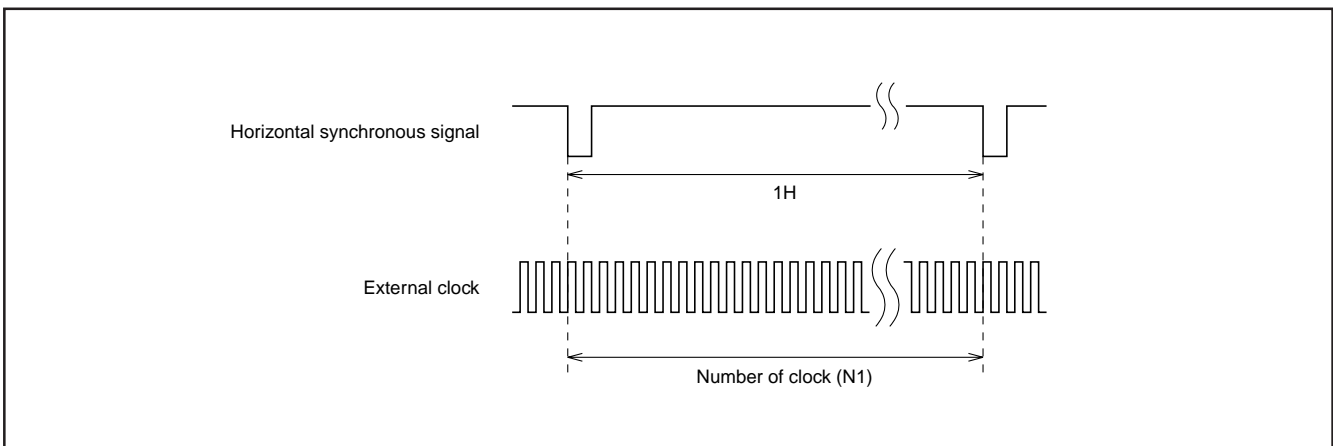 Horizontal synchronous signal
1H
External clock
Number of clock (N1)